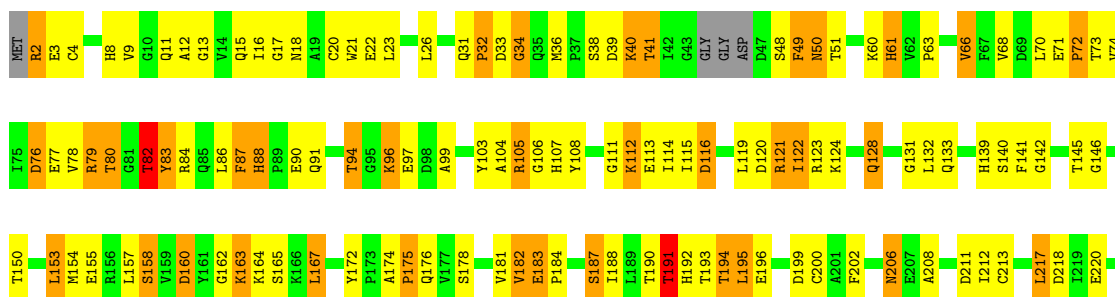 MET R2 E3 C4 H8 V9 G10 Q11 A12 G13 V14 Q15 I16 G17 N18 A19 C20 W21 E22 L23 L26 Q31 P32 D33 G34 Q35 M36 P37 S38 D39 K40 T41 I42 G43 GLY GLY ASP D47 S48 F49 N50 T51 K60 H61 V62 P63 V66 F67 V68 D69 L70 E71 P72 T73 V74
I75 D76 E77 V78 R79 T80 G81 T82 Y83 R84 Q85 L86 F87 H88 P89 E90 Q91 T94 G95 K96 E97 D98 A99 Y103 A104 R105 G106 H107 Y108 G111 K112 E113 I114 I115 D116 L119 D120 R121 I122 R123 K124 Q128 G131 L132 Q133 H139 S140 F141 G142 T145 G146
T150 L153 M154 E155 R156 L157 S158 V159 D160 Y161 G162 K163 K164 S165 K166 L167 Y172 P173 A174 P175 Q176 V177 S178 V181 V182 E183 P184 S187 I188 L189 T190 T191 H192 T193 T194 L195 E196 D199 C200 A201 F202 N206 E207 A208 D211 I212 C213 L217 D218 I219 E220